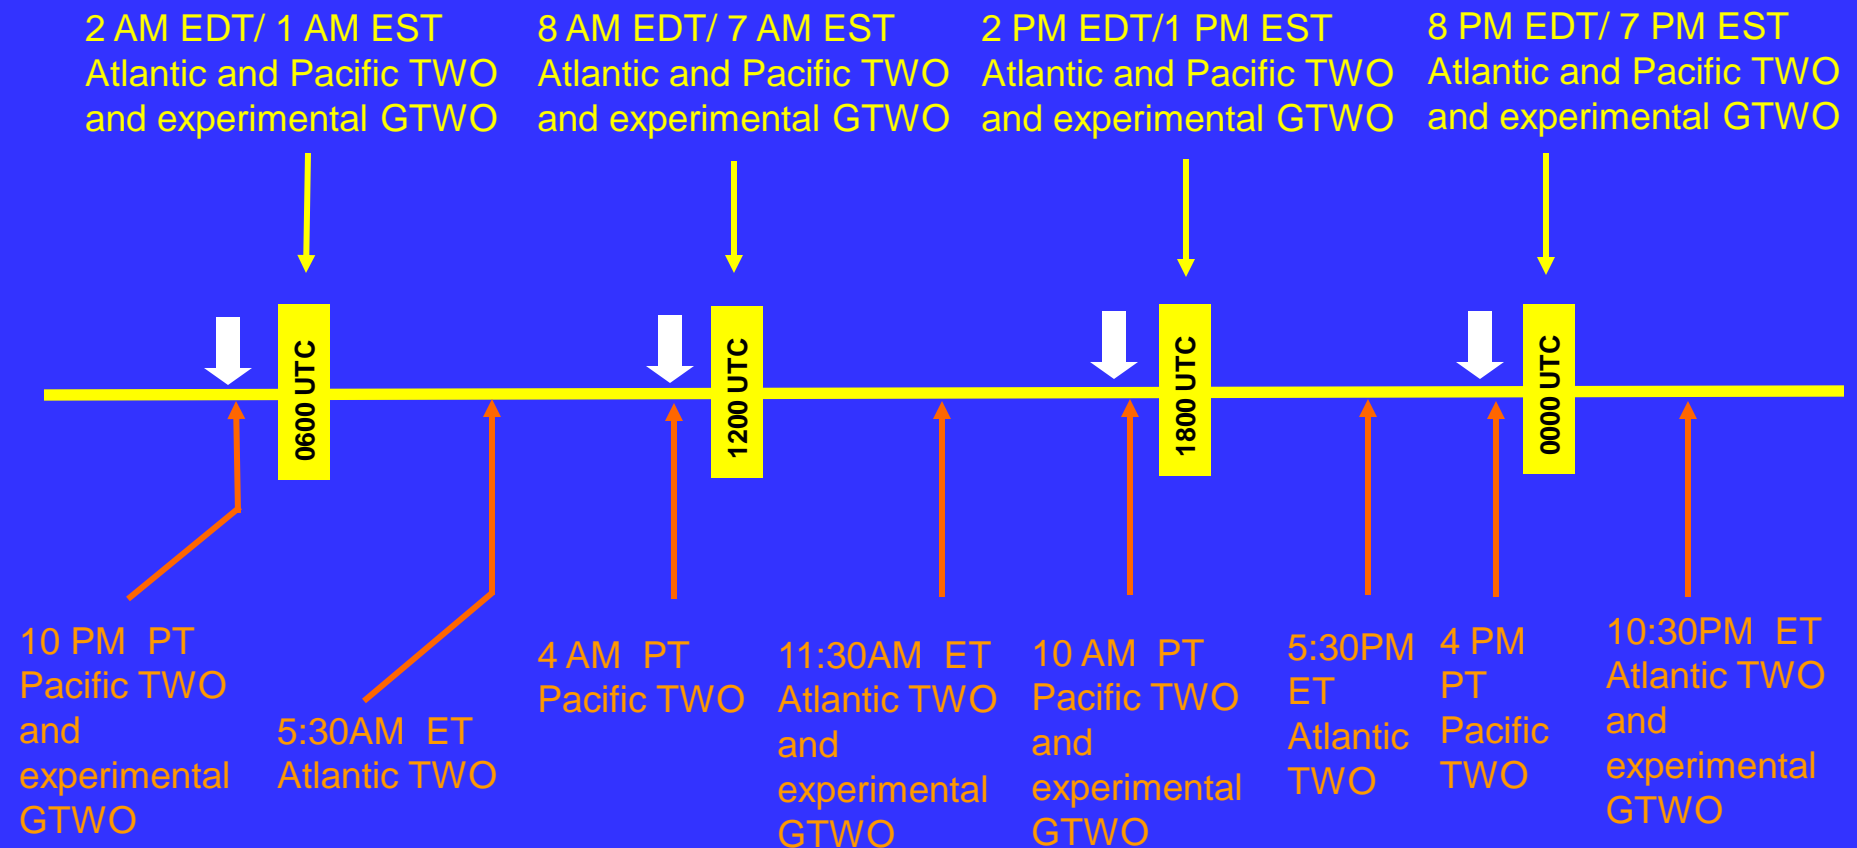 2 AM EDT/ 1 AM EST
Atlantic and Pacific TWO
and experimental GTWO
8 AM EDT/ 7 AM EST
Atlantic and Pacific TWO
and experimental GTWO
2 PM EDT/1 PM EST
Atlantic and Pacific TWO
and experimental GTWO
8 PM EDT/ 7 PM EST
Atlantic and Pacific TWO
and experimental GTWO
0600 UTC
1200 UTC
1800 UTC
0000 UTC
10 PM PT
Pacific TWO
and
experimental
GTWO
5:30AM ET
Atlantic TWO
4 AM PT
Pacific TWO
11:30AM ET
Atlantic TWO
and
experimental
GTWO
10 AM PT
Pacific TWO
and
experimental
GTWO
5:30PM
ET
Atlantic
TWO
4 PM
PT
Pacific
TWO
10:30PM ET
Atlantic TWO
and
experimental
GTWO